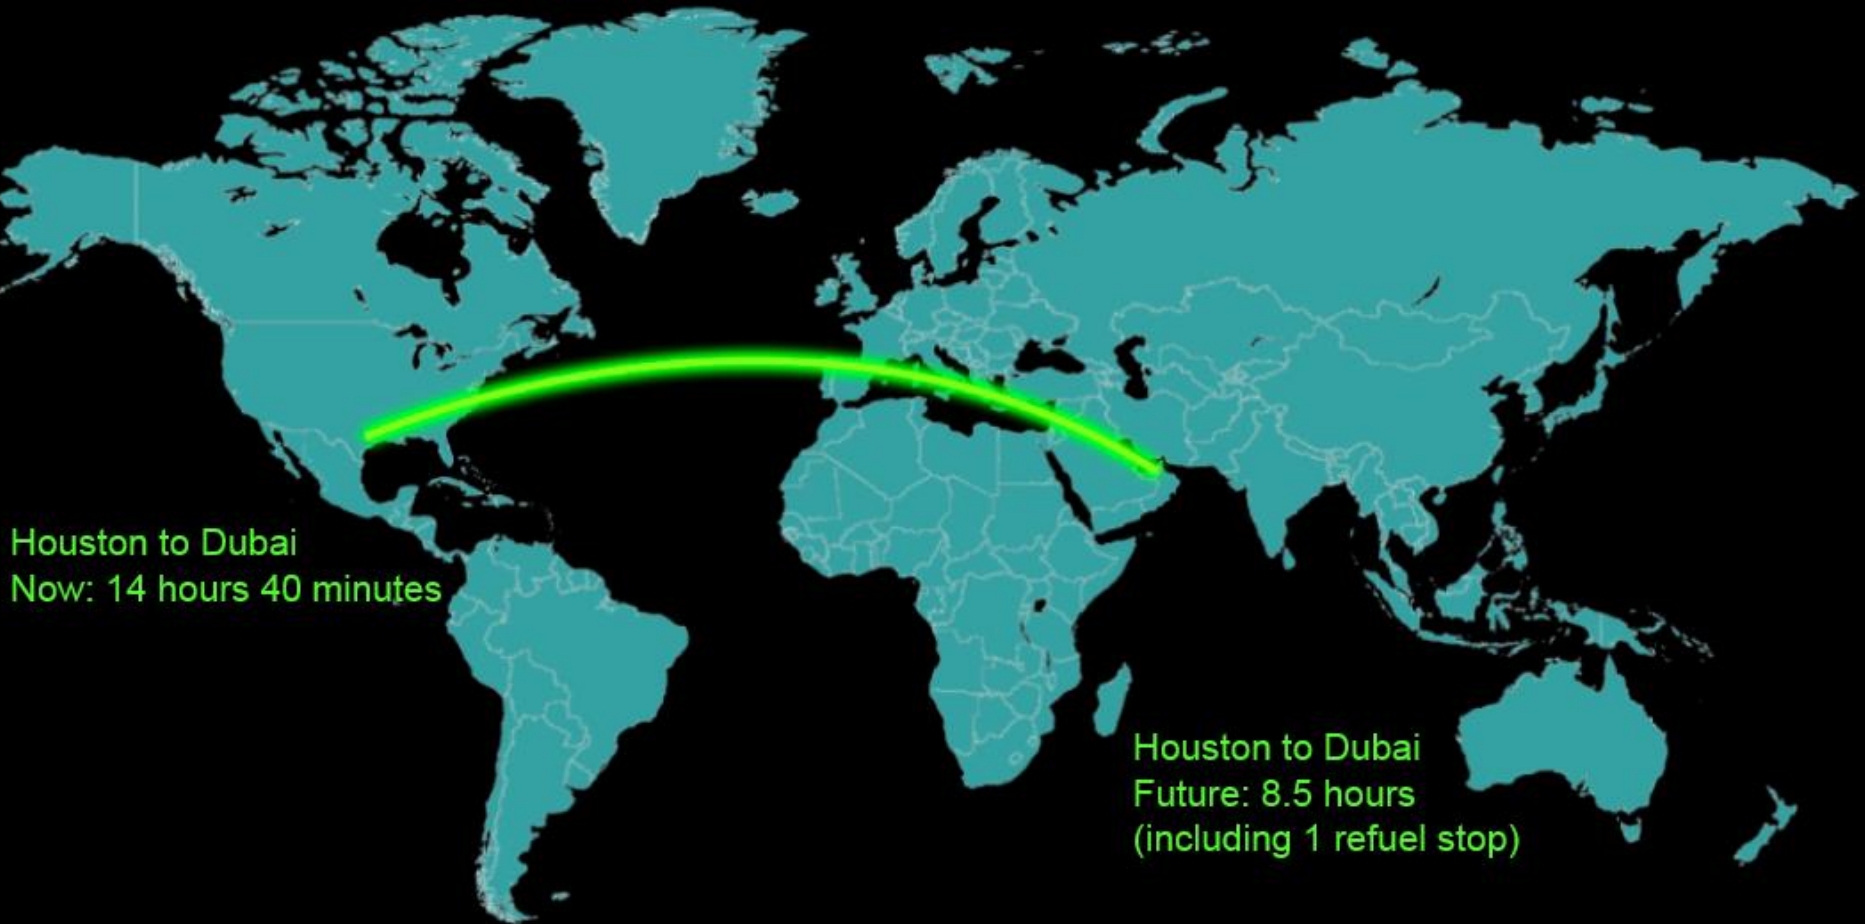 Houston to Dubai
Now: 14 hours 40 minutes
Houston to Dubai
Future: 8.5 hours
(including 1 refuel stop)